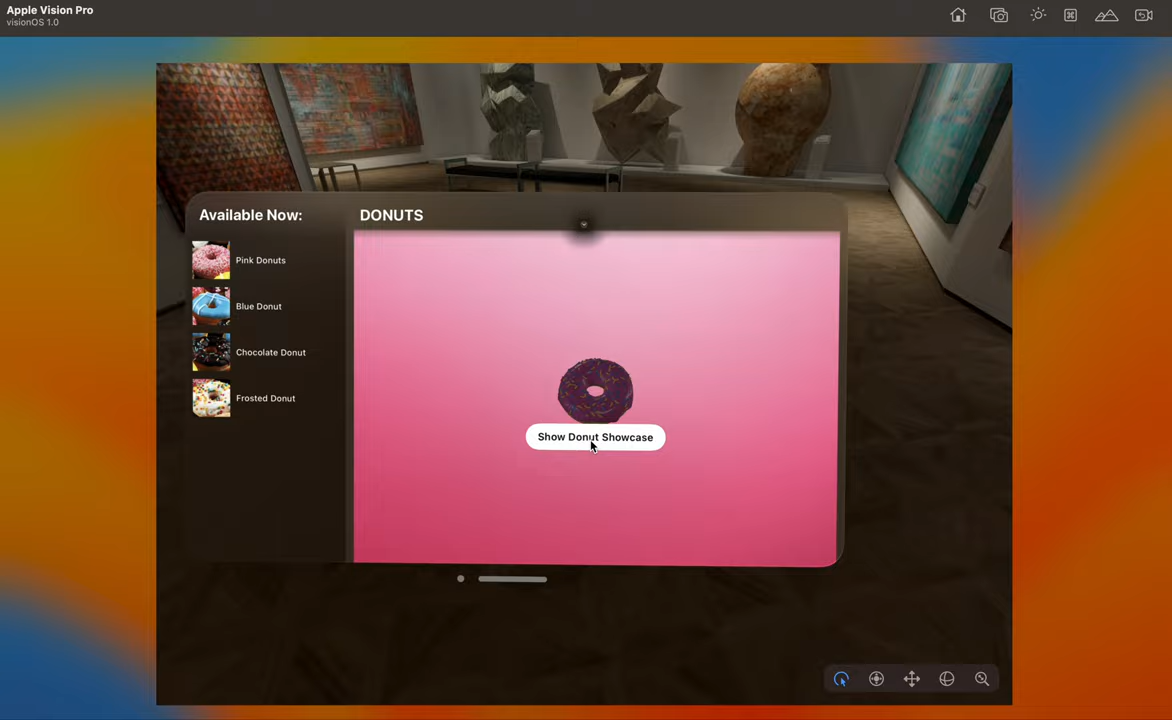 Apple Vision Pro
visionOS 1.0
Available Now:
DONUTS
Pink Donuts
Blue Donut
Chocolate Donut
Frosted Donut
Show Donut Showcase